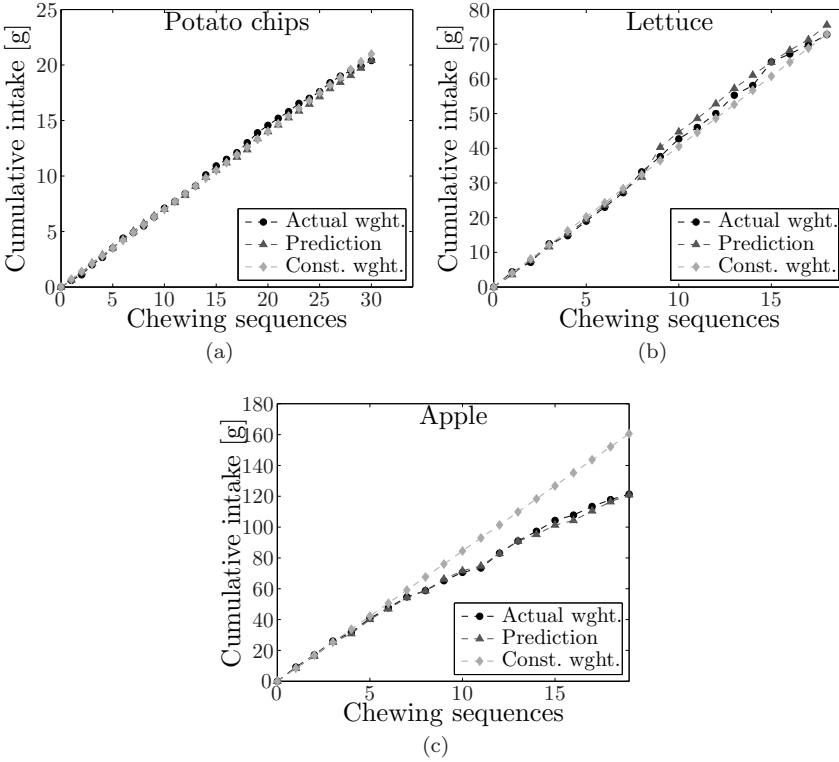 Potato chips
Cumulative intake [g]
25
20
15
10
5
0
0 5 10 15 20 25 30
Chewing sequences
Actual wght.
Prediction
Const. wght.
(a)
Lettuce
Cumulative intake [g]
80
70
60
50
40
30
20
10
0
0 5 10 15
Chewing sequences
Actual wght.
Prediction
Const. wght.
(b)
Apple
Cumulative intake [g]
180
160
140
120
100
80
60
40
20
0
0 5 10 15
Chewing sequences
Actual wght.
Prediction
Const. wght.
(c)